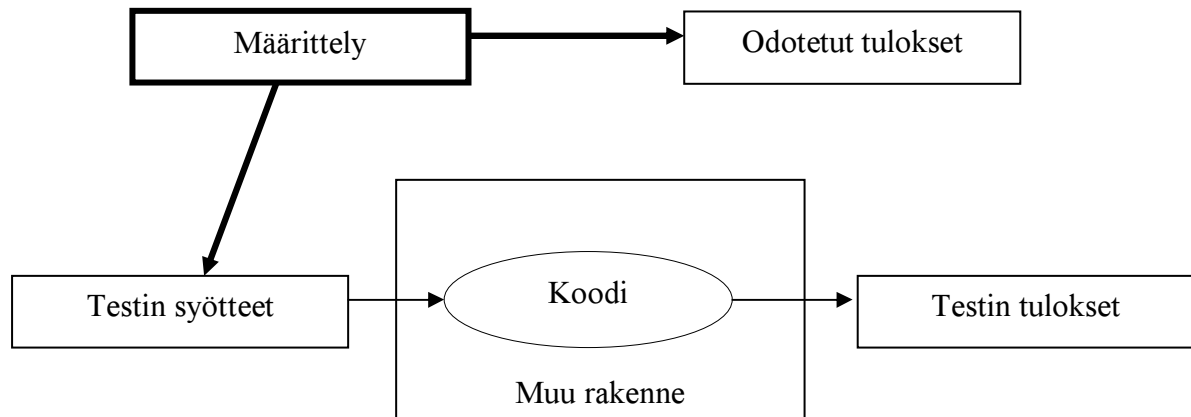 Määrittely
Odotetut tulokset
Testin syötteet
Koodi
Testin tulokset
Muu rakenne